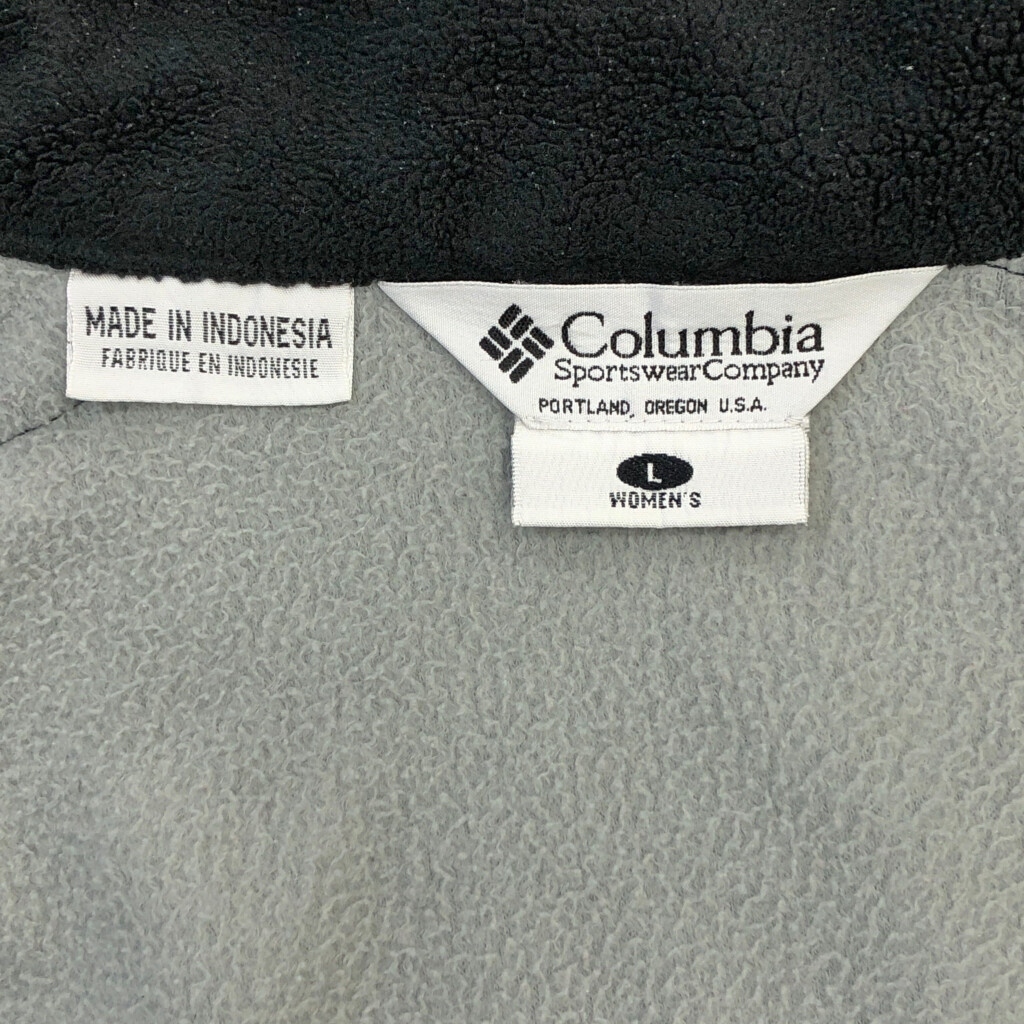 MADE IN INDONESIA
FABRIQUE EN INDONESIE
Columbia
SportswearCompany
PORTLAND, OREGON U.S.A.
L
WOMEN'S